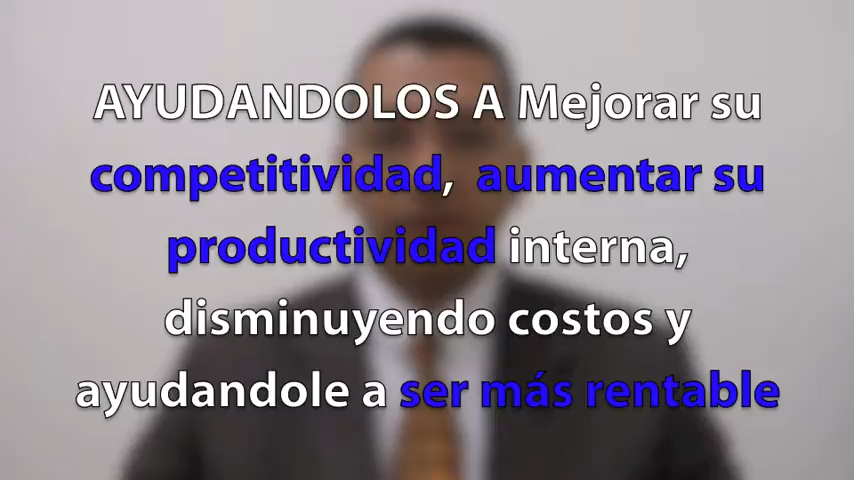 AYUDANDOLOS A Mejorar su
competitividad, aumentar su
productividad interna,
disminuyendo costos y
ayudandole a ser más rentable